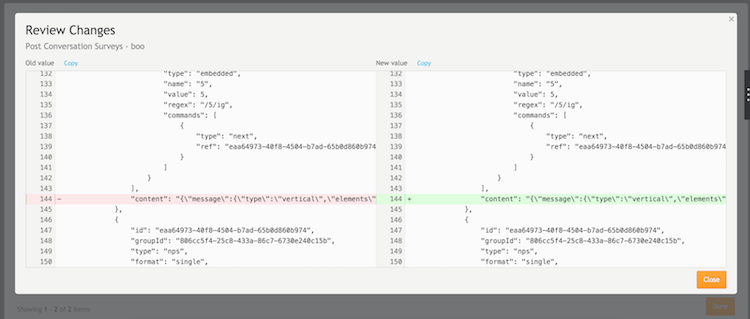 Review Changes
Post Conversation Surveys - boo
Old value Copy New value Copy
132 "type": "embedded", 132 "type": "embedded",
133 "name": "5", 133 "name": "5",
134 "value": 5, 134 "value": 5,
135 "regex": "/5/ig", 135 "regex": "/5/ig",
136 "commands": [ 136 "commands": [
137 { 137 {
138 "type": "next", 138 "type": "next",
139 "ref": "eaa64973-40f8-4504-b7ad-65b0d860b974 139 "ref": "eaa64973-40f8-4504-b7ad-65b0d860b974
140 } 140 }
141 ] 141 ]
142 } 142 }
143 ], 143 ],
144 - "content": "{\"message\":{\"type\":\"vertical\",\"elements\" 144 + "content": "{\"message\":{\"type\":\"vertical\",\"elements\"
145 }, 145 },
146 { 146 {
147 "id": "eaa64973-40f8-4504-b7ad-65b0d860b974", 147 "id": "eaa64973-40f8-4504-b7ad-65b0d860b974",
148 "groupId": "806cc5f4-25c8-433a-86c7-6730e240c15b", 148 "groupId": "806cc5f4-25c8-433a-86c7-6730e240c15b",
149 "type": "nps", 149 "type": "nps",
150 "format": "single", 150 "format": "single",
Close
Showing 1 - 2 of 2 items